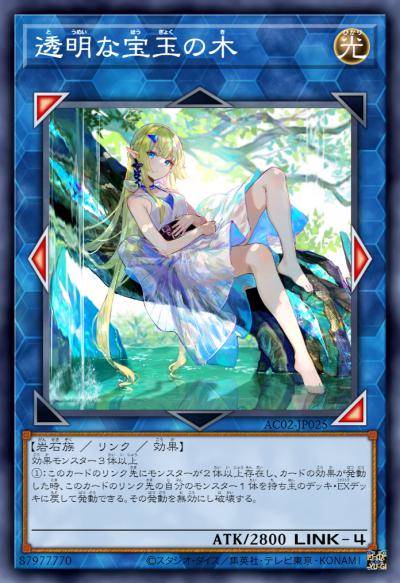 透明な宝玉の木
光
AC02-JP025
【岩石族 / リンク / 効果】
効果モンスター3体以上
①:このカードのリンク先にモンスターが2体以上存在し、カードの効果が発動
した時、このカードのリンク先の自分のモンスター1体を持ち主のデッキ・EXデ
ッキに戻して発動できる。その発動を無効にし破壊する。
ATK/2800 LINK-4
87977770
©スタジオ・ダイス/集英社・テレビ東京・KONAMI